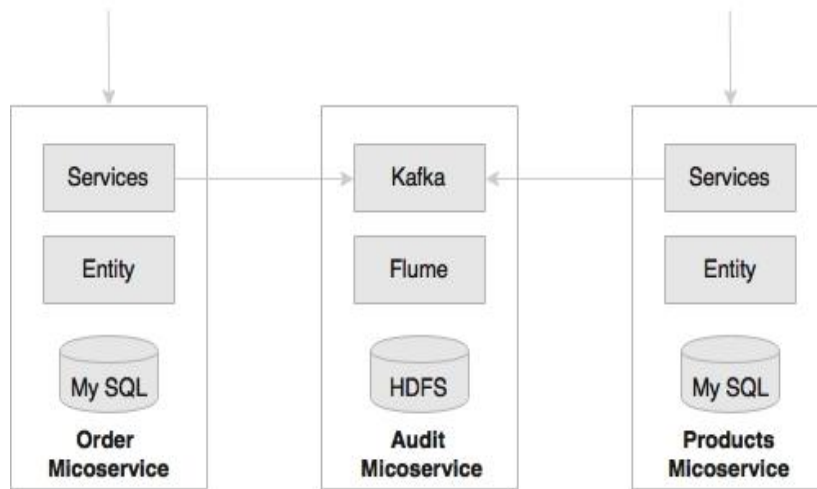 Services
Entity
My SQL
Order
Micoservice
Kafka
Flume
HDFS
Audit
Micoservice
Services
Entity
My SQL
Products
Micoservice